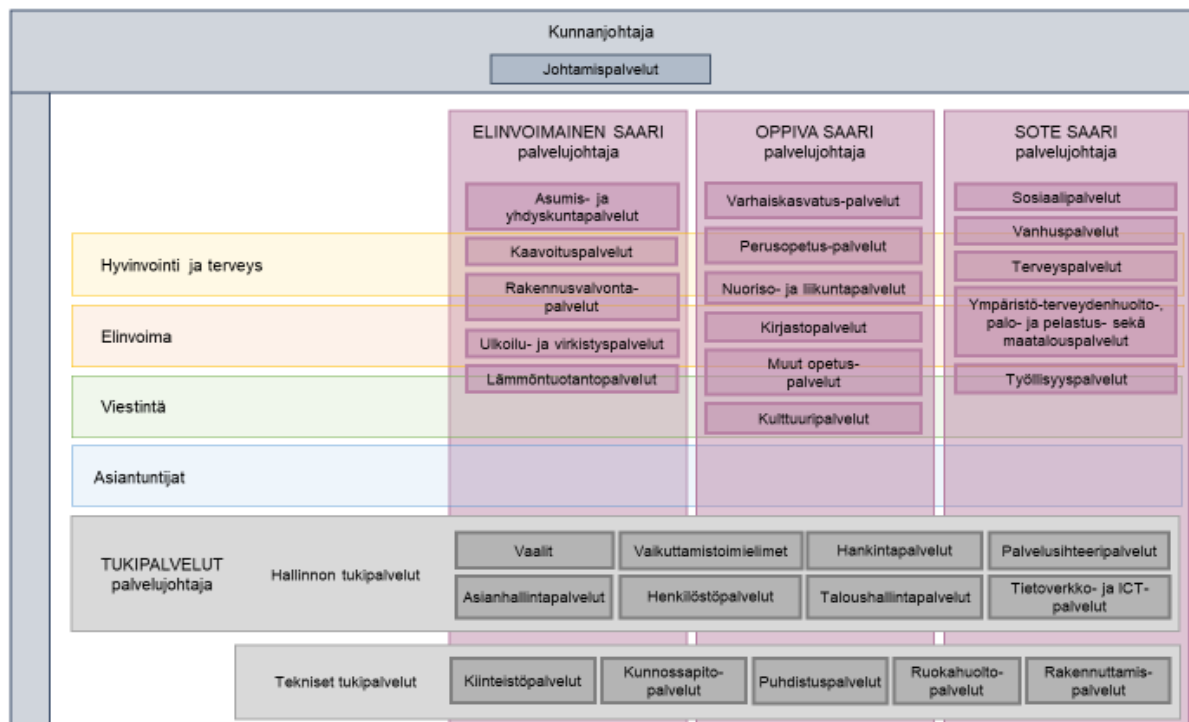 Kunnanjohtaja
Johtamispalvelut
ELINVOIMAINEN SAARI
palvelujohtaja
Asumis- ja
yhdyskuntapalvelut
Kaavoituspalvelut
Rakennusvalvonta-
palvelut
Ulkoilu- ja virkistyspalvelut
Lämmöntuotantopalvelut
OPPIVA SAARI
palvelujohtaja
Varhaiskasvatus-palvelut
Perusopetus-palvelut
Nuoriso- ja liikuntapalvelut
Kirjastopalvelut
Muut opetus-
palvelut
Kulttuuripalvelut
SOTE SAARI
palvelujohtaja
Sosiaalipalvelut
Vanhuspalvelut
Terveyspalvelut
Ympäristö-terveydenhuolto-,
palo- ja pelastus- sekä
maatalouspalvelut
Työllisyyspalvelut
Hyvinvointi ja terveys
Elinvoima
Viestintä
Asiantuntijat
TUKIPALVELUT
palvelujohtaja
Hallinnon tukipalvelut
Vaalit
Vaikuttamistoimielimet
Hankintapalvelut
Palvelusihteeripalvelut
Asianhallintapalvelut
Henkilöstöpalvelut
Taloushallintapalvelut
Tietoverkko- ja ICT-
palvelut
Tekniset tukipalvelut
Kiinteistöpalvelut
Kunnossapito-
palvelut
Puhdistuspalvelut
Ruokahuolto-
palvelut
Rakennuttamis-
palvelut